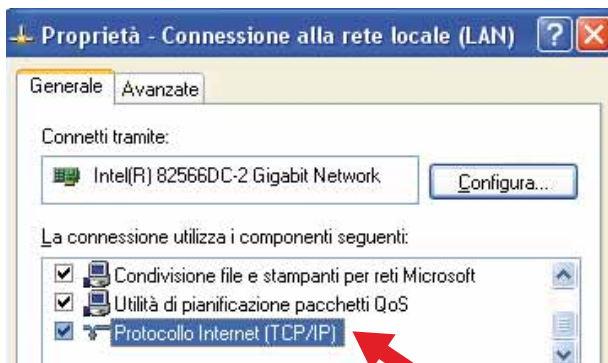 Proprietà - Connessione alla rete locale (LAN)
Generale
Avanzate
Connetti tramite:
Intel(R) 82566DC-2 Gigabit Network
Configura...
La connessione utilizza i componenti seguenti:
Condivisione file e stampanti per reti Microsoft
Utilità di pianificazione pacchetti QoS
Protocollo Internet (TCP/IP)